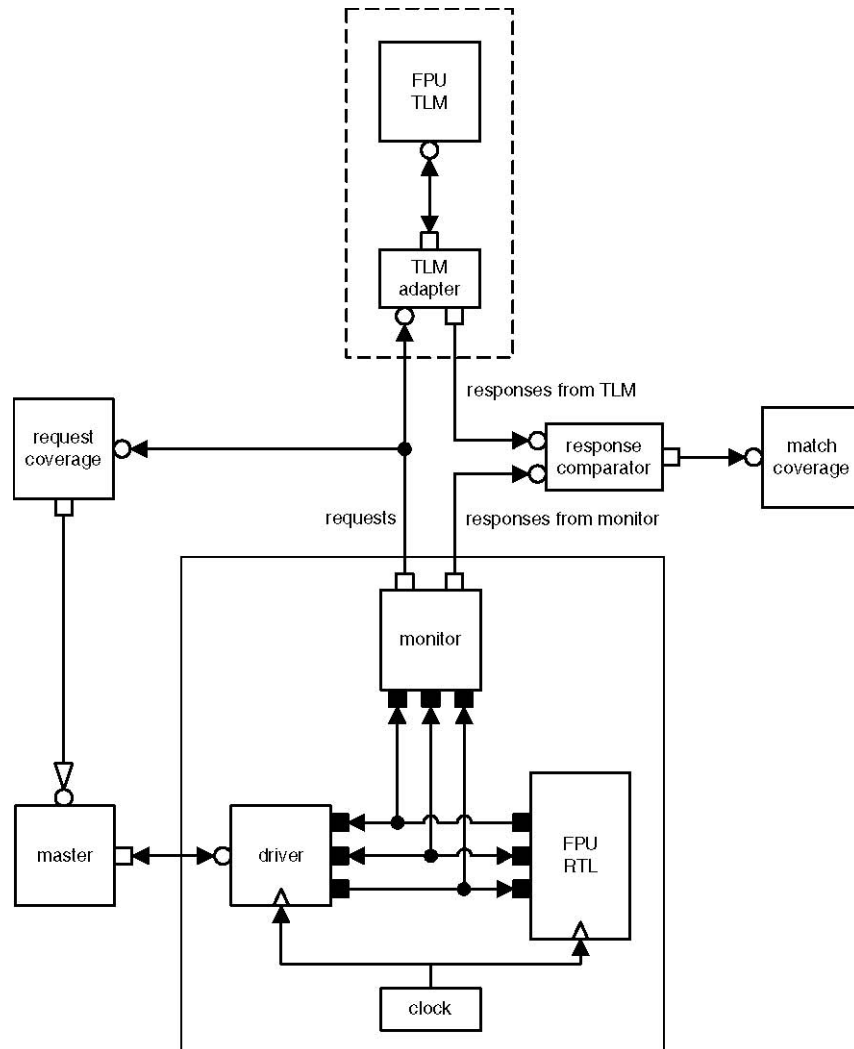 FPU
TLM
TLM
adapter
responses from TLM
request
coverage
response
comparator
match
coverage
requests
responses from monitor
monitor
master
driver
FPU
RTL
clock